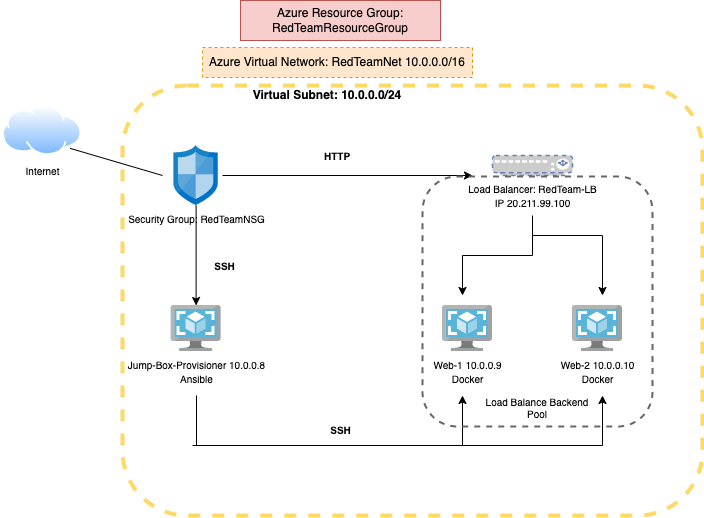 Azure Resource Group:
RedTeamResourceGroup
Azure Virtual Network: RedTeamNet 10.0.0.0/16
Virtual Subnet: 10.0.0.0/24
Internet
HTTP
Security Group: RedTeamNSG
Load Balancer: RedTeam-LB
IP 20.211.99.100
SSH
Jump-Box-Provisioner 10.0.0.8
Ansible
Web-1 10.0.0.9
Docker
Web-2 10.0.0.10
Docker
Load Balance Backend
Pool
SSH